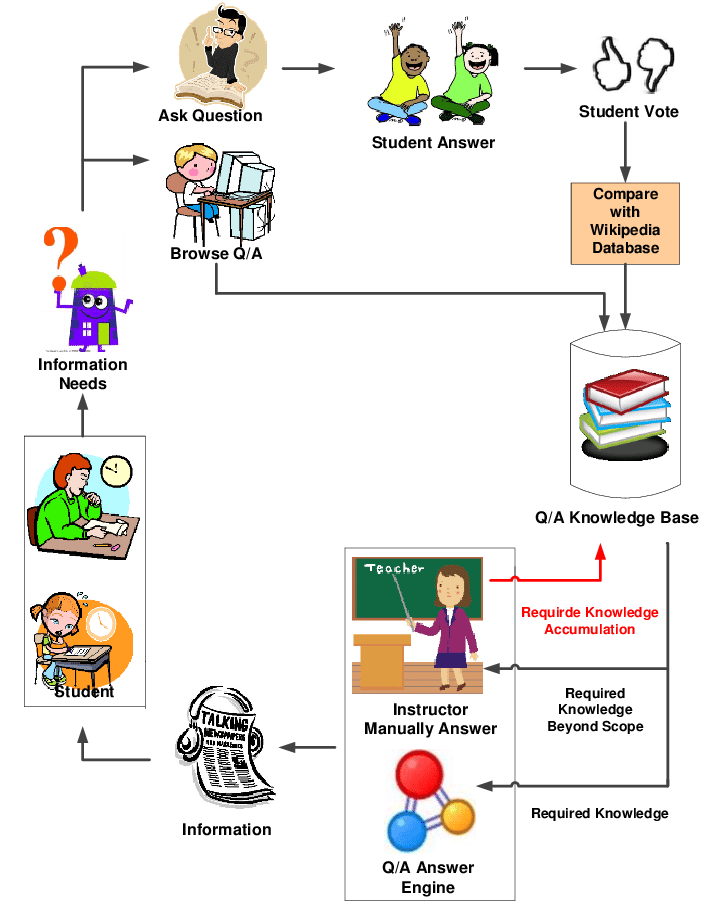 Ask Question
Student Answer
Student Vote
Compare
with
Wikipedia
Database
Browse Q/A
?
Information
Needs
Q/A Knowledge Base
Teacher
Requirde Knowledge
Accumulation
Student
Instructor
Manually Answer
Required
Knowledge
Beyond Scope
TALKING
NEWSPAPERS
Information
Required Knowledge
Q/A Answer
Engine